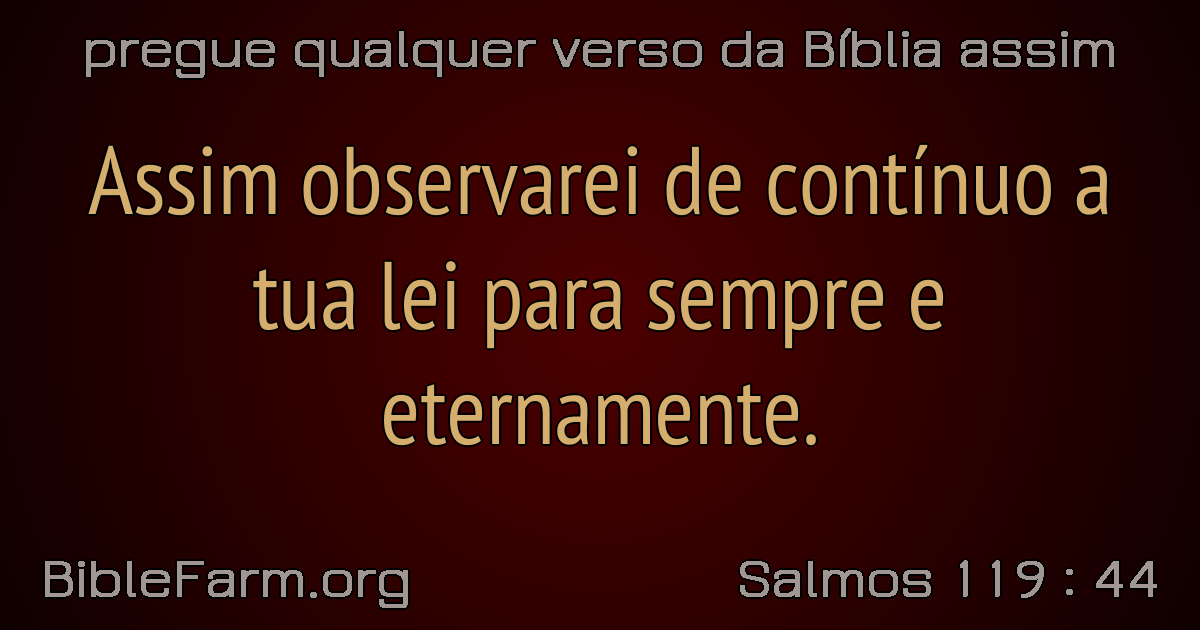 pregue qualquer verso da Bíblia assim
Assim observarei de contínuo a
tua lei para sempre e
eternamente.
BibleFarm.org
Salmos 119 : 44